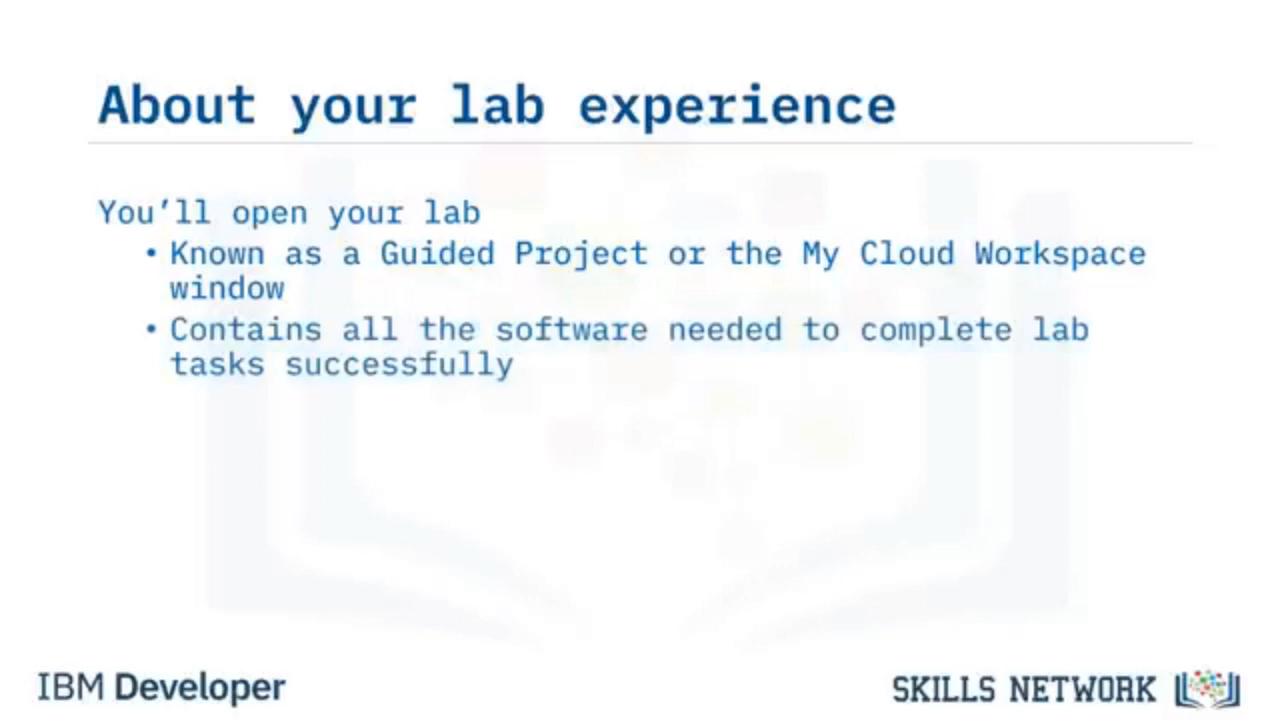 About your lab experience
You’ll open your lab
• Known as a Guided Project or the My Cloud Workspace
window
• Contains all the software needed to complete lab
tasks successfully
IBM Developer
SKILLS NETWORK